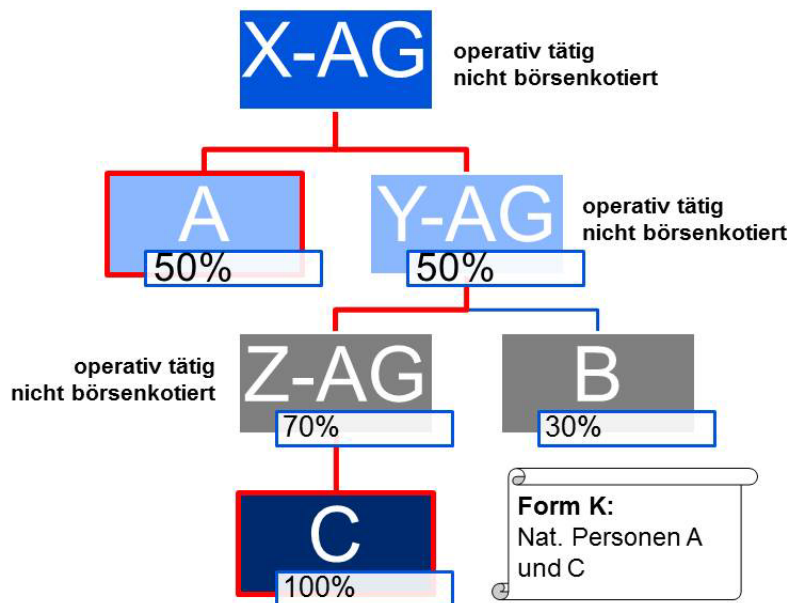 X-AG
operativ tätig
nicht börsenkotiert
A
50%
Y-AG
50%
operativ tätig
nicht börsenkotiert
operativ tätig
nicht börsenkotiert
Z-AG
70%
B
30%
C
100%
Form K:
Nat. Personen A
und C